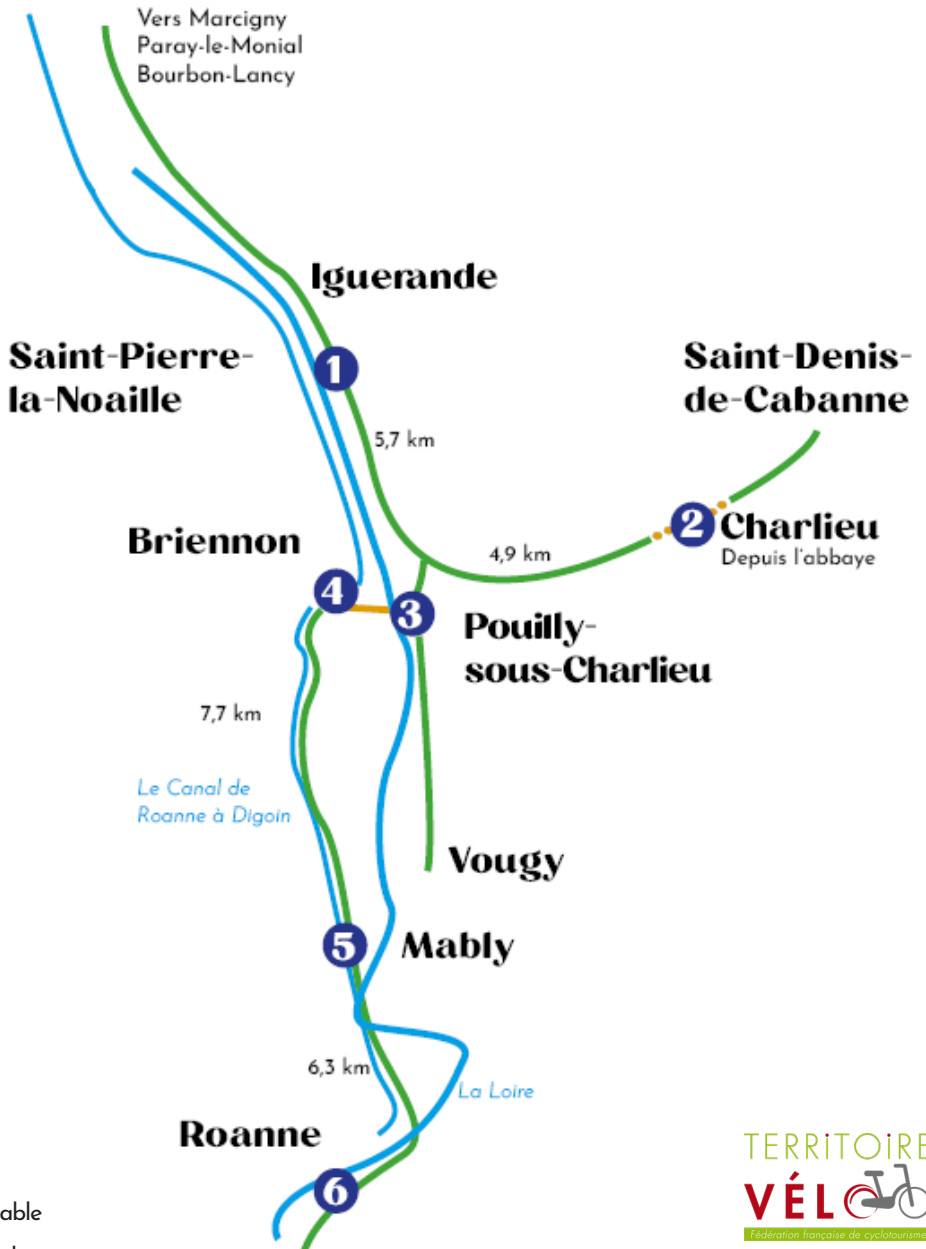 Vers Marcigny
Paray-le-Monial
Bourbon-Lancy
Iguerande
Saint-Pierre-
la-Noaille
1
Saint-Denis-
de-Cabanne
5,7 km
2
Charlieu
Depuis l'abbaye
Briennon
4,9 km
4
3
Pouilly-
sous-Charlieu
7,7 km
Le Canal de
Roanne à Digoin
Vougy
5
Mably
6,3 km
La Loire
Roanne
6
TERRiTOiRE
VÉLO
Fédération française de cyclotourisme
able